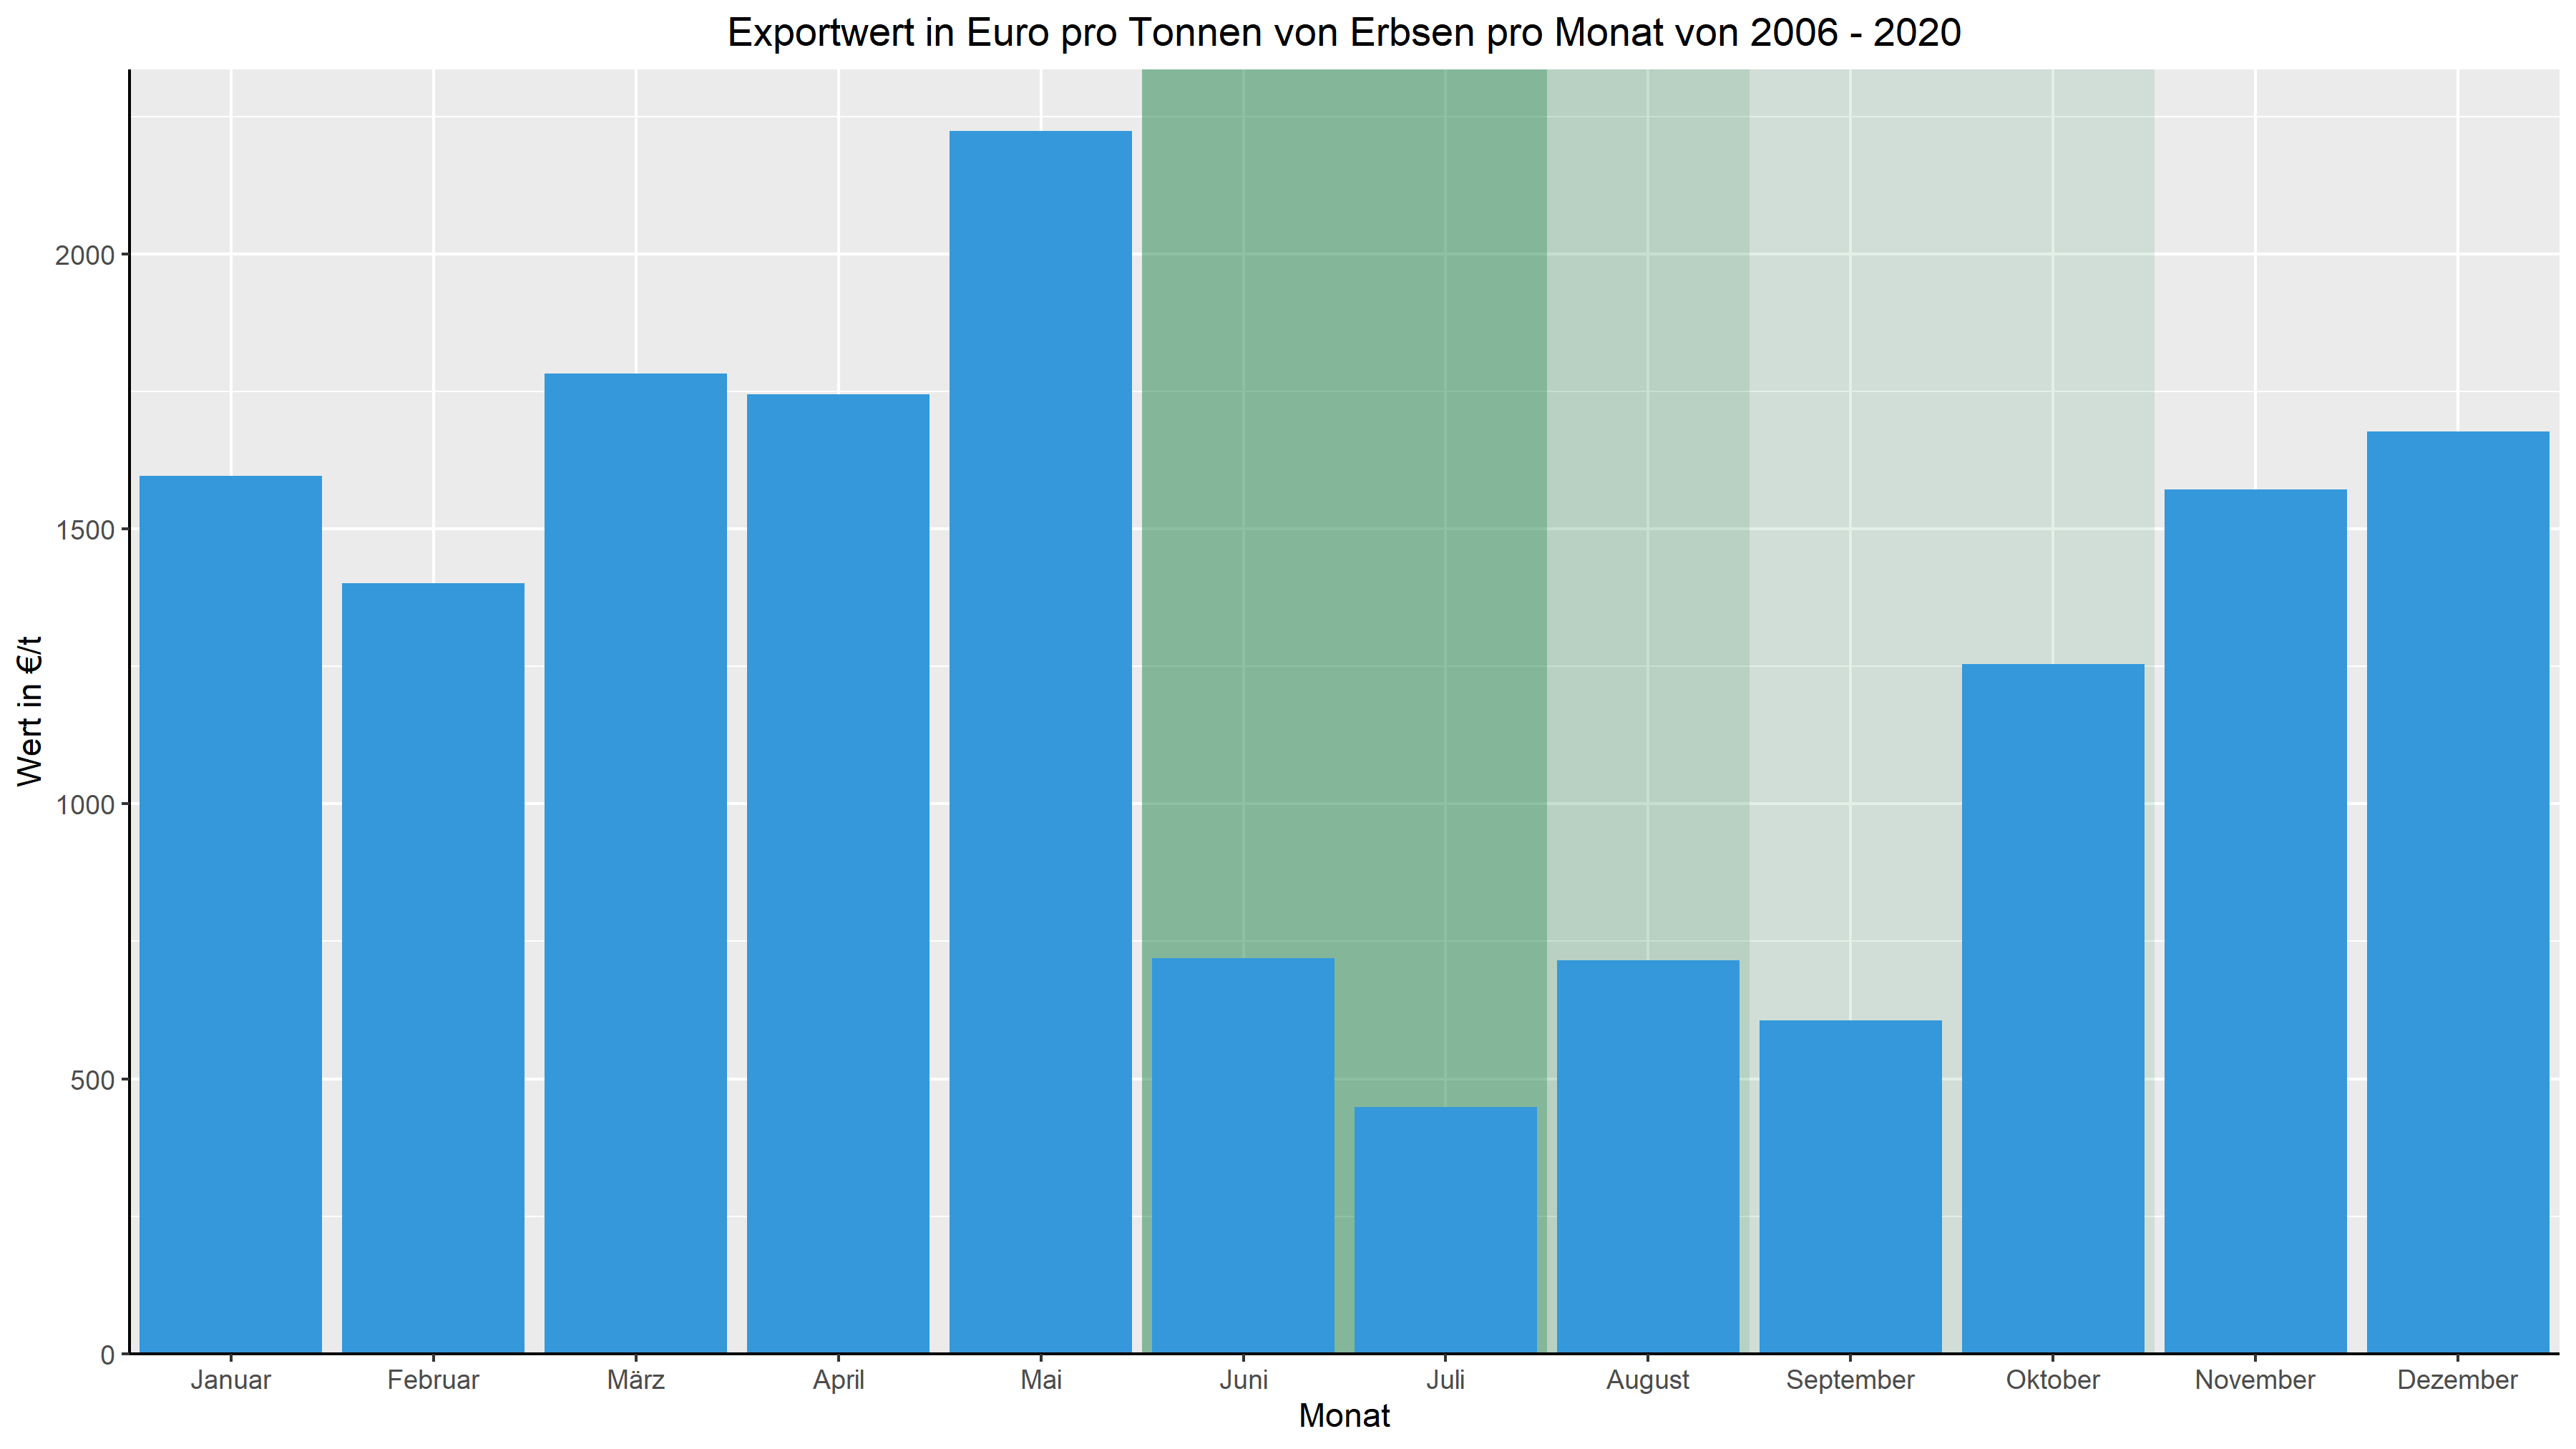 Exportwert in Euro pro Tonnen von Erbsen pro Monat von 2006 - 2020
Wert in €/t
2000
1500
1000
500
0
Januar Februar März April Mai Juni Juli August September Oktober November Dezember
Monat